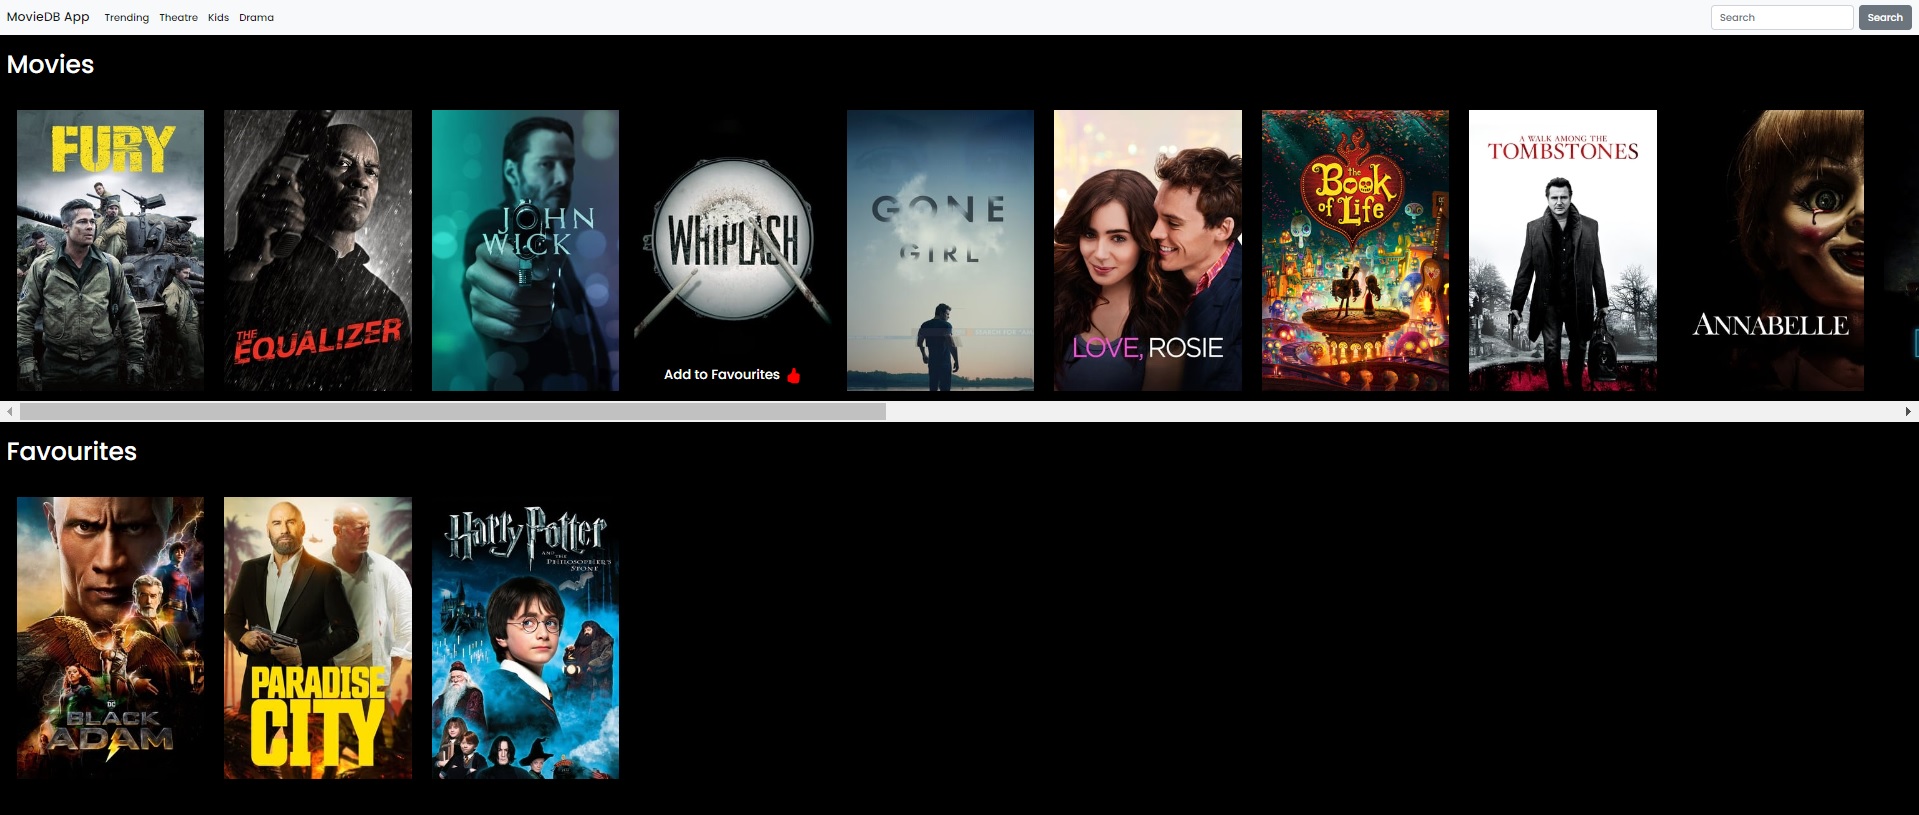 MovieDB App Trending Theatre Kids Drama Search Search
Movies
FURY
THE
EQUALIZER
JOHN
WICK
WHIPLASH
Add to Favourites
GONE
GIRL
LOVE, ROSIE
the
Book
of Life
A WALK AMONG THE
TOMBSTONES
ANNABELLE
Favourites
DC
BLACK
ADAM
PARADISE
CITY
Harry Potter
AND THE
PHILOSOPHER'S
STONE